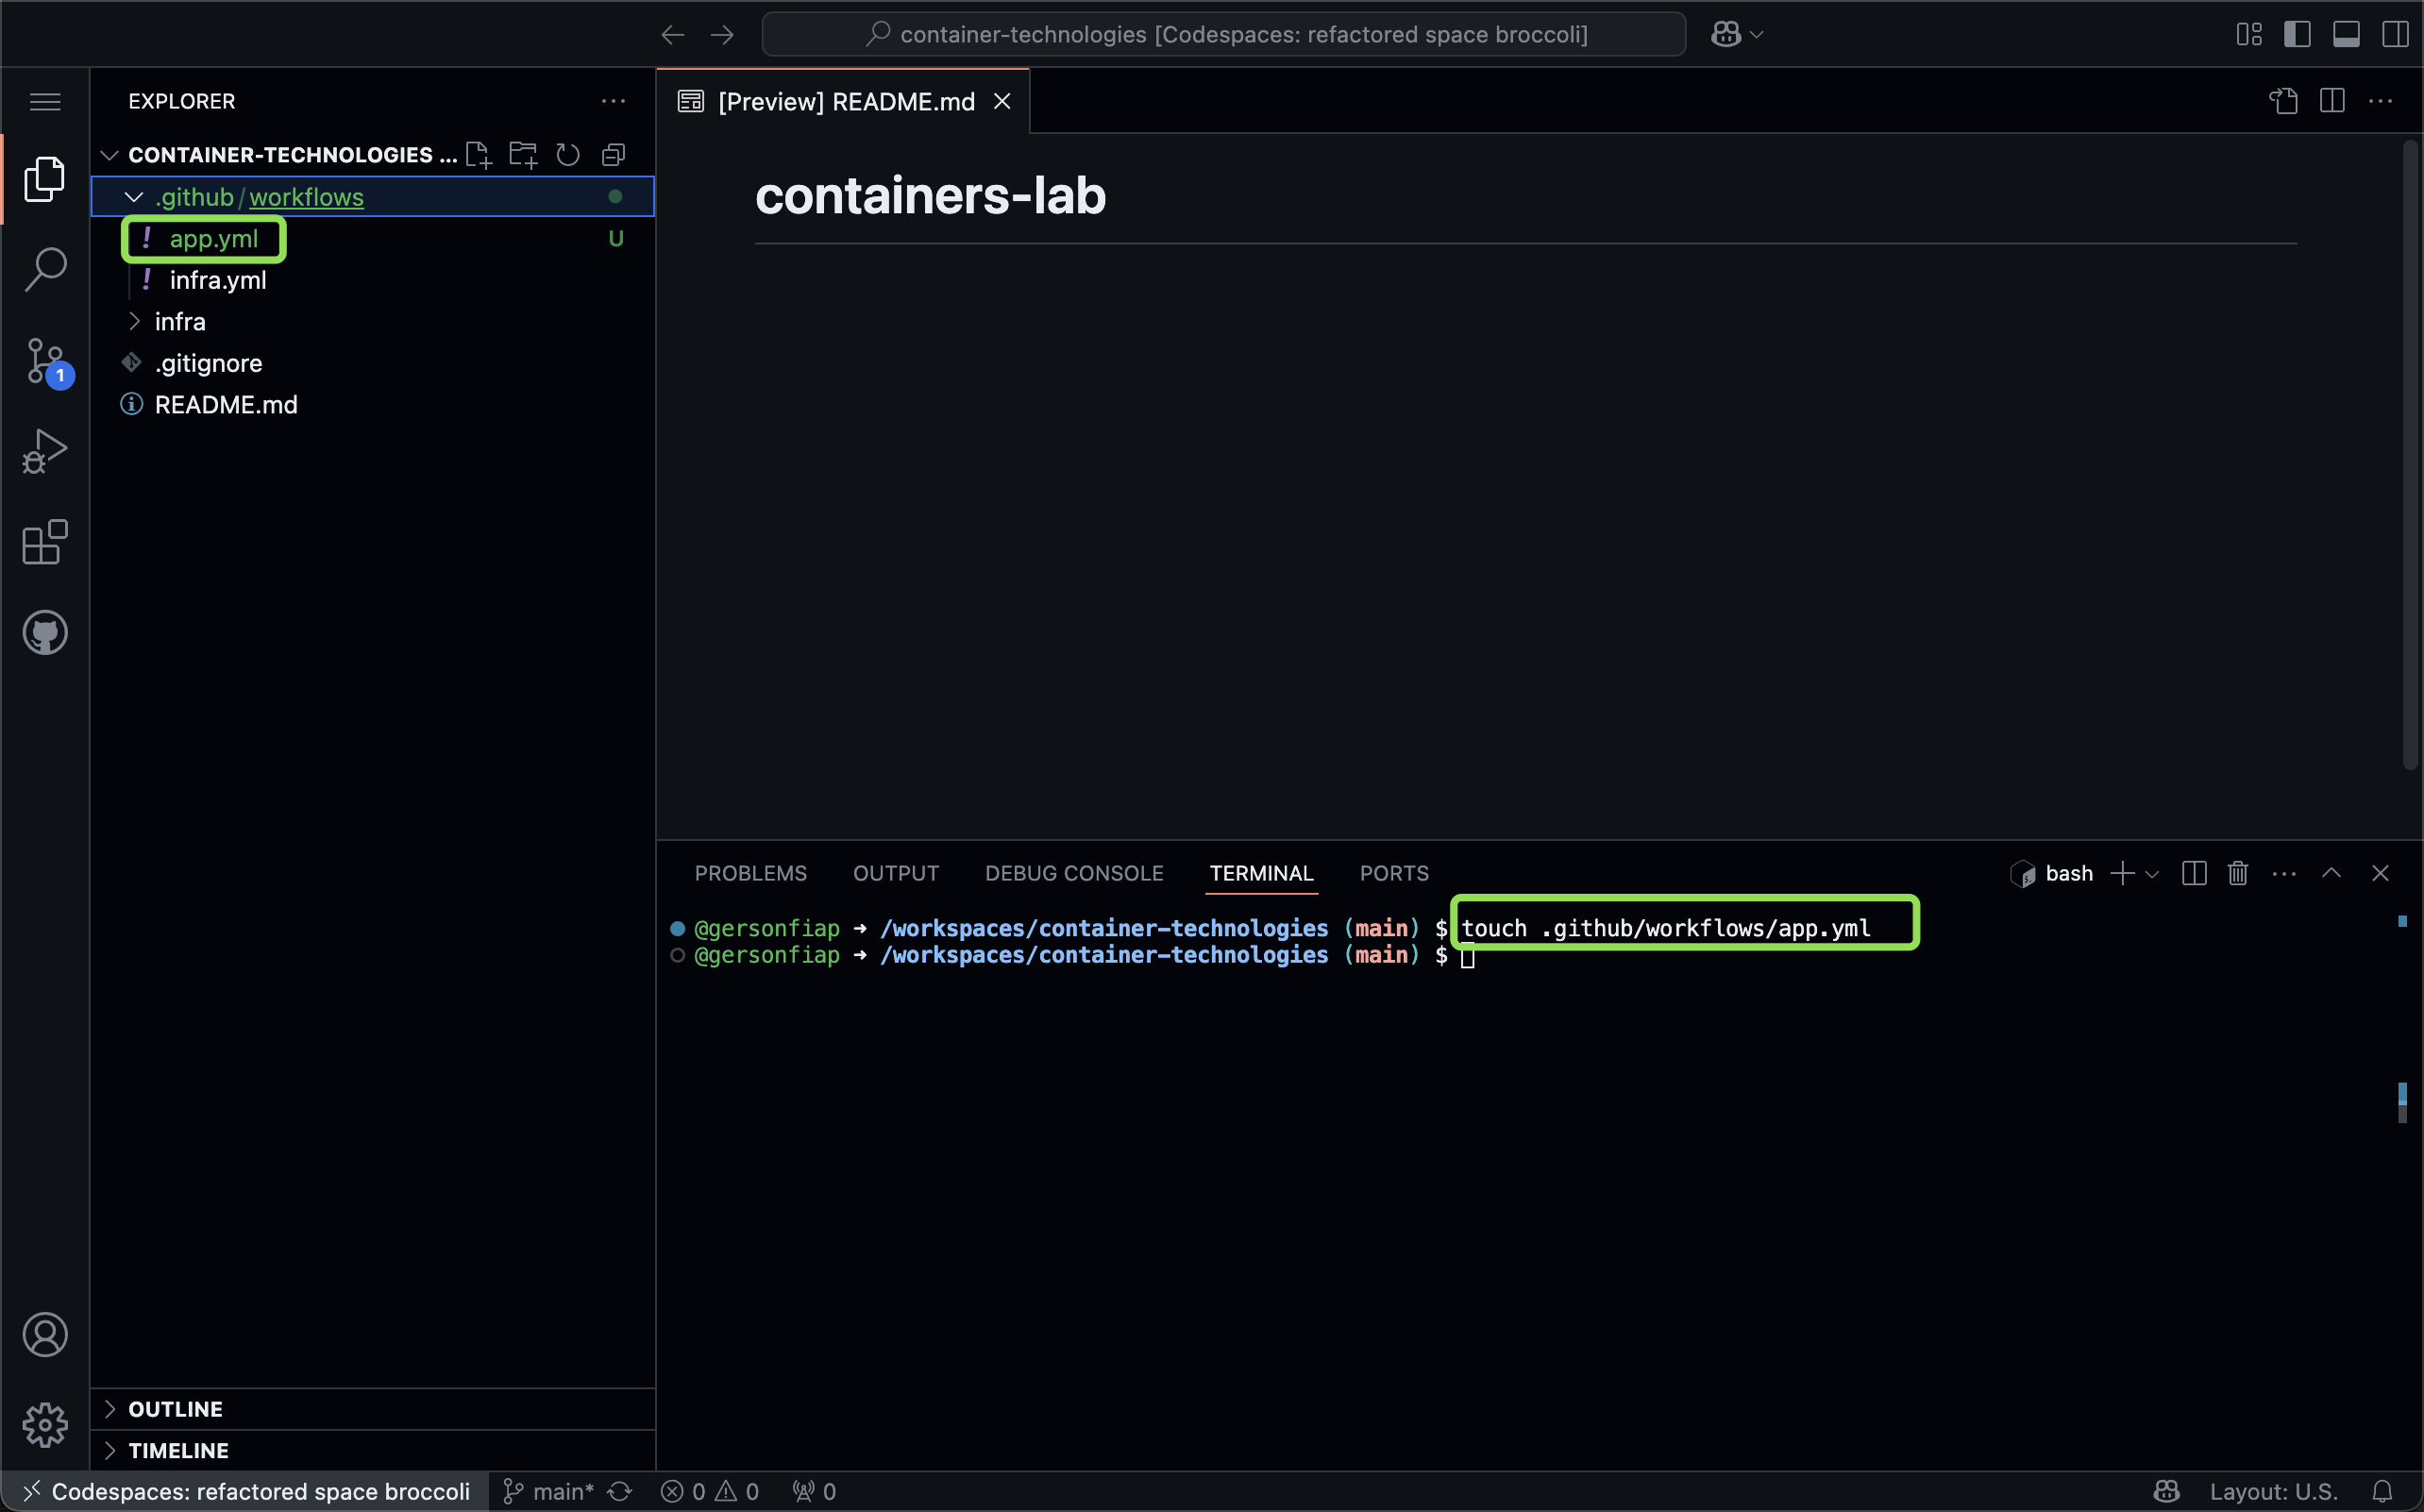 container-technologies [Codespaces: refactored space broccoli]
EXPLORER
CONTAINER-TECHNOLOGIES ...
.github/workflows
app.yml U
infra.yml
infra
.gitignore
README.md
1
OUTLINE
TIMELINE
[Preview] README.md
containers-lab
PROBLEMS OUTPUT DEBUG CONSOLE TERMINAL PORTS
bash
@gersonfiap ➜ /workspaces/container-technologies (main) $ touch .github/workflows/app.yml
@gersonfiap ➜ /workspaces/container-technologies (main) $
Codespaces: refactored space broccoli main* 0 0 0 Layout: U.S.